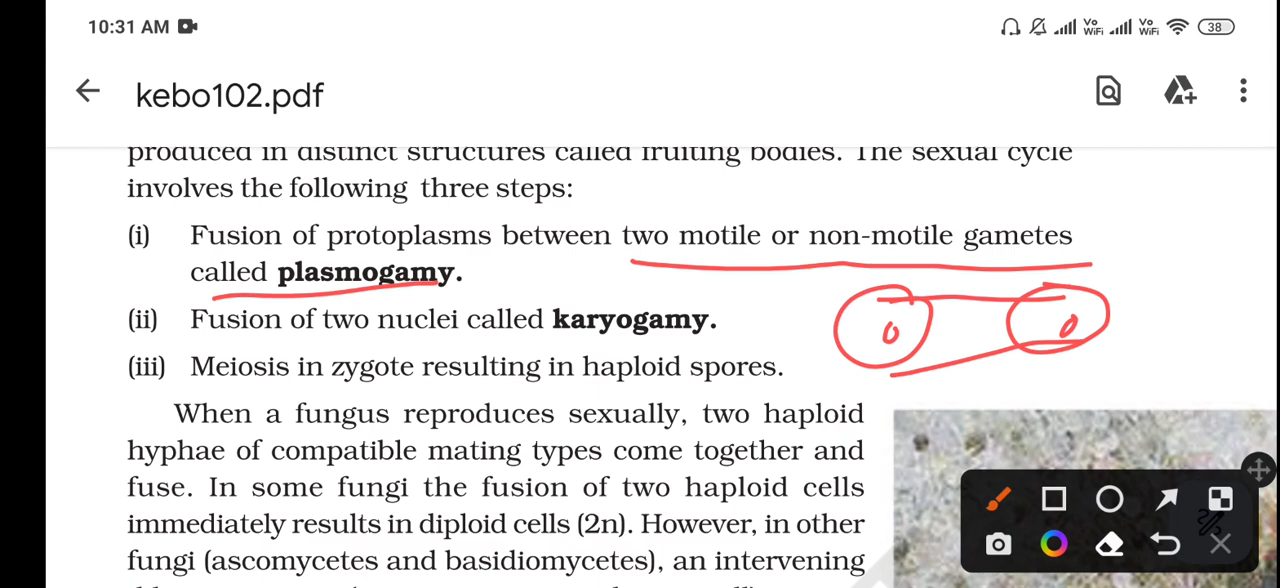 10:31 AM
Vo WiFi Vo WiFi 38
kebo102.pdf
produced in distinct structures called fruiting bodies. The sexual cycle
involves the following three steps:
(i) Fusion of protoplasms between two motile or non-motile gametes
called plasmogamy.
(ii) Fusion of two nuclei called karyogamy.
(iii) Meiosis in zygote resulting in haploid spores.
When a fungus reproduces sexually, two haploid
hyphae of compatible mating types come together and
fuse. In some fungi the fusion of two haploid cells
immediately results in diploid cells (2n). However, in other
fungi (ascomycetes and basidiomycetes), an intervening